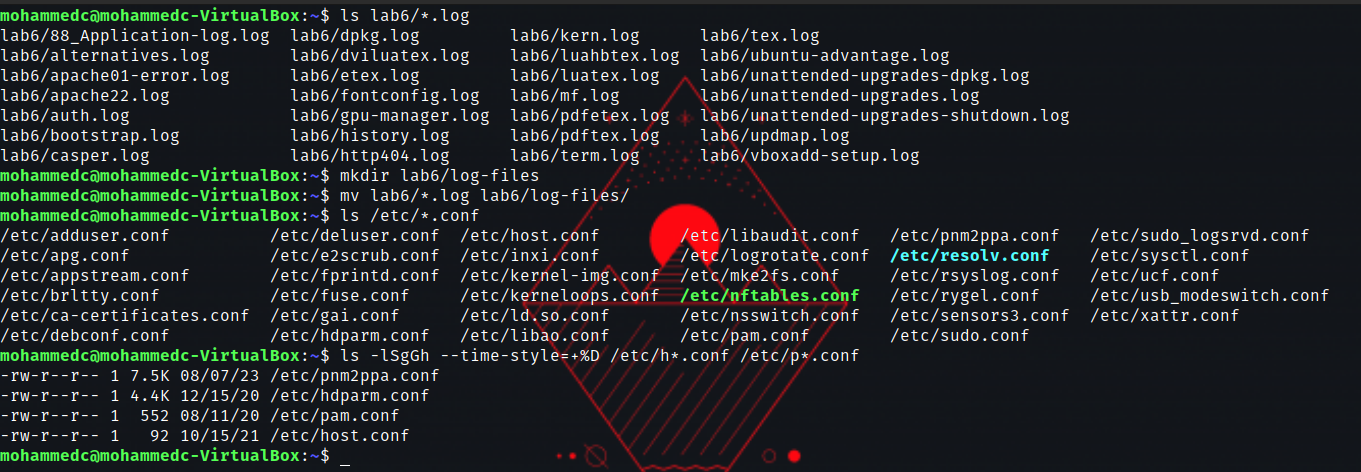 mohammedc@mohammedc-VirtualBox:~$ ls lab6/*.log
lab6/88_Application-log.log  lab6/dpkg.log         lab6/kern.log      lab6/tex.log
lab6/alternatives.log        lab6/dviluatex.log    lab6/luahbtex.log  lab6/ubuntu-advantage.log
lab6/apache01-error.log      lab6/etex.log         lab6/luatex.log    lab6/unattended-upgrades-dpkg.log
lab6/apache22.log            lab6/fontconfig.log   lab6/mf.log        lab6/unattended-upgrades.log
lab6/auth.log                lab6/gpu-manager.log  lab6/pdfetex.log   lab6/unattended-upgrades-shutdown.log
lab6/bootstrap.log           lab6/history.log      lab6/pdftex.log    lab6/updmap.log
lab6/casper.log              lab6/http404.log      lab6/term.log      lab6/vboxadd-setup.log
mohammedc@mohammedc-VirtualBox:~$ mkdir lab6/log-files
mohammedc@mohammedc-VirtualBox:~$ mv lab6/*.log lab6/log-files/
mohammedc@mohammedc-VirtualBox:~$ ls /etc/*.conf
/etc/adduser.conf          /etc/deluser.conf  /etc/host.conf        /etc/libaudit.conf   /etc/pnm2ppa.conf   /etc/sudo_logsrvd.conf
/etc/apg.conf              /etc/e2scrub.conf  /etc/inxi.conf        /etc/logrotate.conf  /etc/resolv.conf    /etc/sysctl.conf
/etc/appstream.conf        /etc/fprintd.conf  /etc/kernel-img.conf  /etc/mke2fs.conf     /etc/rsyslog.conf   /etc/ucf.conf
/etc/brltty.conf           /etc/fuse.conf     /etc/kerneloops.conf  /etc/nftables.conf   /etc/rygel.conf     /etc/usb_modeswitch.conf
/etc/ca-certificates.conf  /etc/gai.conf      /etc/ld.so.conf       /etc/nsswitch.conf   /etc/sensors3.conf  /etc/xattr.conf
/etc/debconf.conf          /etc/hdparm.conf   /etc/libao.conf       /etc/pam.conf        /etc/sudo.conf
mohammedc@mohammedc-VirtualBox:~$ ls -lSgGh --time-style=+%D /etc/h*.conf /etc/p*.conf
-rw-r--r-- 1 7.5K 08/07/23 /etc/pnm2ppa.conf
-rw-r--r-- 1 4.4K 12/15/20 /etc/hdparm.conf
-rw-r--r-- 1  552 08/11/20 /etc/pam.conf
-rw-r--r-- 1   92 10/15/21 /etc/host.conf
mohammedc@mohammedc-VirtualBox:~$ _